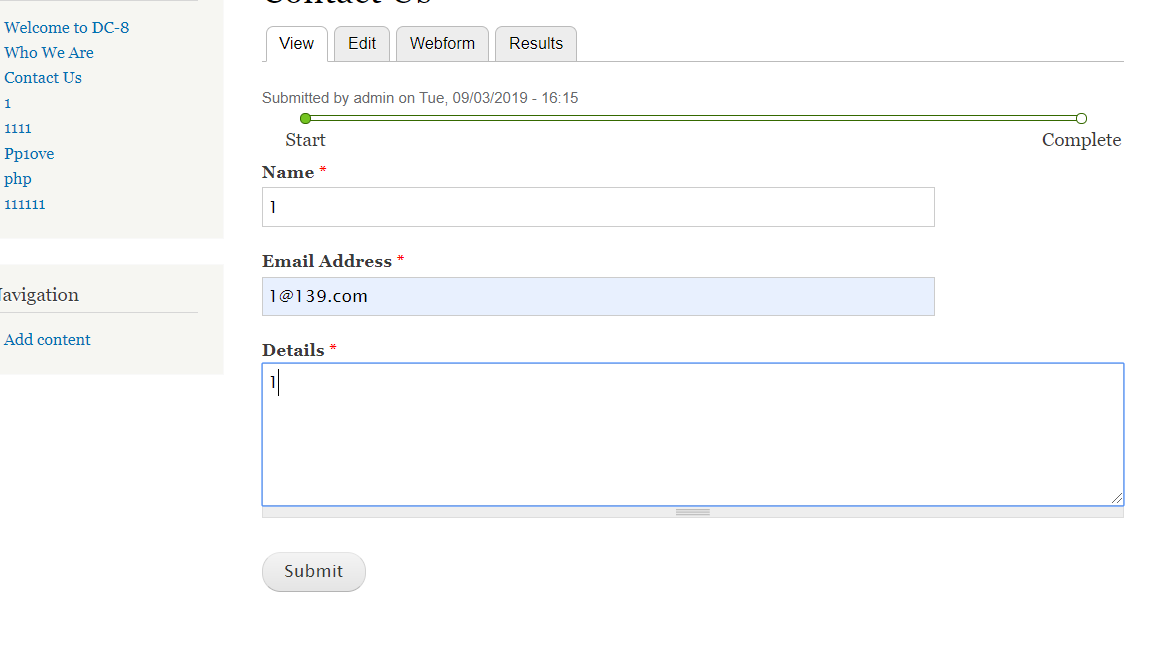 Contact Us
View Edit Webform Results
Submitted by admin on Tue, 09/03/2019 - 16:15
Start Complete
Name *
1
Email Address *
1@139.com
Details *
1
Submit
Welcome to DC-8
Who We Are
Contact Us
1
1111
Pp1ove
php
111111
Navigation
Add content